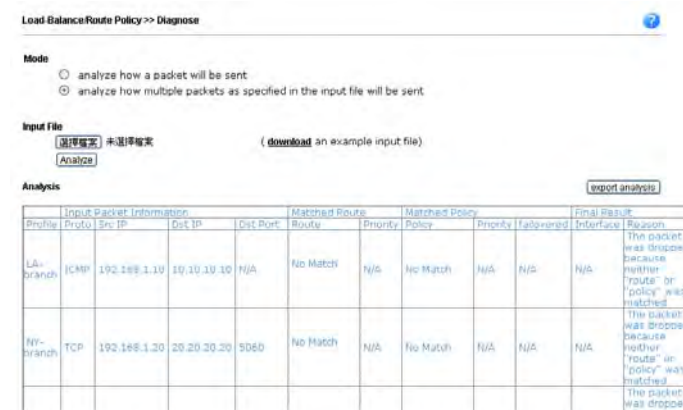 Load-Balance/Route Policy >> Diagnose
Mode
analyze how a packet will be sent
analyze how multiple packets as specified in the input file will be sent
Input File
選擇檔案 未選擇檔案 ( download an example input file)
Analyze
Analysis export analysis
Input Packet Information Matched Route Matched Policy Final Result
Profile Proto Src IP Dst IP Dst Port Route Priority Policy Priority failovered Interface Reason
LA-branch ICMP 192.168.1.10 10.10.10.10 N/A No Match N/A No Match N/A N/A N/A The packet was dropped because neither "route" or "policy" was matched
NY-branch TCP 192.168.1.20 20.20.20.20 5060 No Match N/A No Match N/A N/A N/A The packet was dropped because neither "route" or "policy" was matched
The packet was dropped